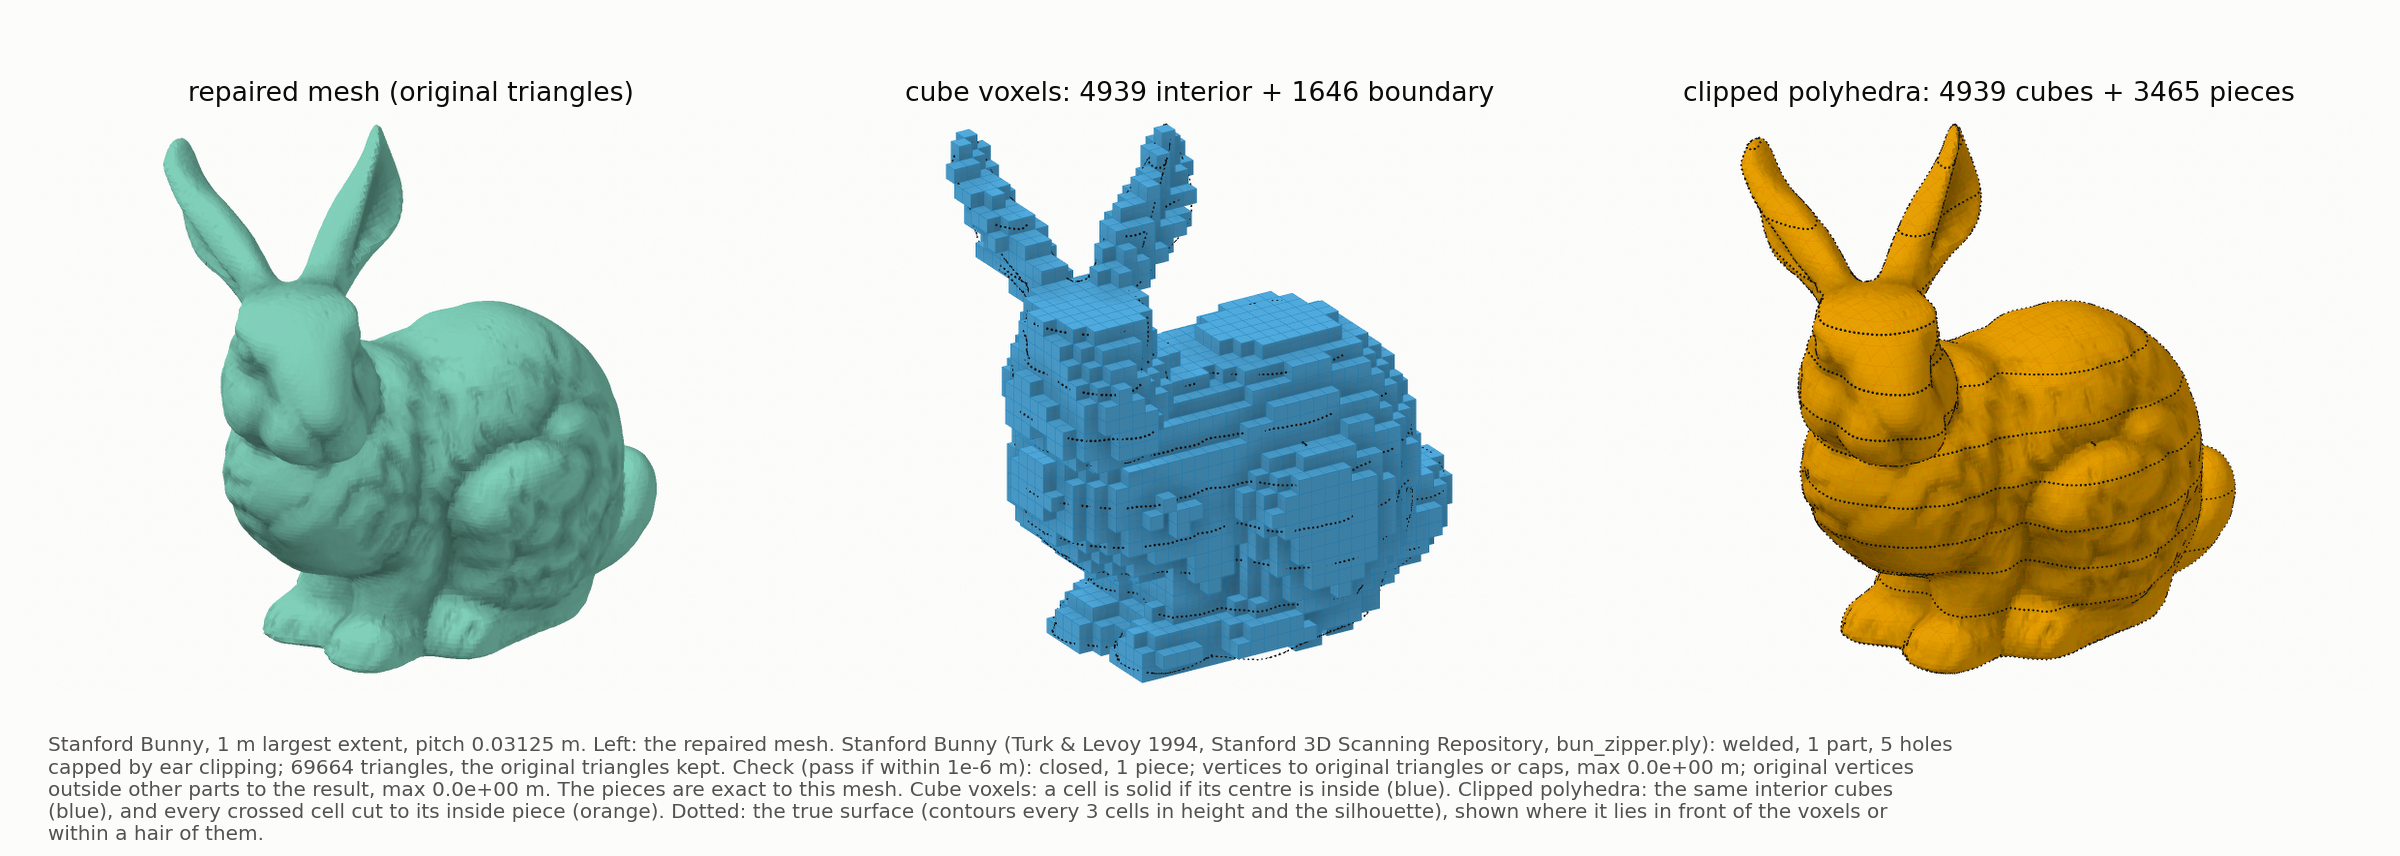 repaired mesh (original triangles)
cube voxels: 4939 interior + 1646 boundary
clipped polyhedra: 4939 cubes + 3465 pieces
Stanford Bunny, 1 m largest extent, pitch 0.03125 m. Left: the repaired mesh. Stanford Bunny (Turk & Levoy 1994, Stanford 3D Scanning Repository, bun_zipper.ply): welded, 1 part, 5 holes
capped by ear clipping; 69664 triangles, the original triangles kept. Check (pass if within 1e-6 m): closed, 1 piece; vertices to original triangles or caps, max 0.0e+00 m; original vertices
outside other parts to the result, max 0.0e+00 m. The pieces are exact to this mesh. Cube voxels: a cell is solid if its centre is inside (blue). Clipped polyhedra: the same interior cubes
(blue), and every crossed cell cut to its inside piece (orange). Dotted: the true surface (contours every 3 cells in height and the silhouette), shown where it lies in front of the voxels or
within a hair of them.